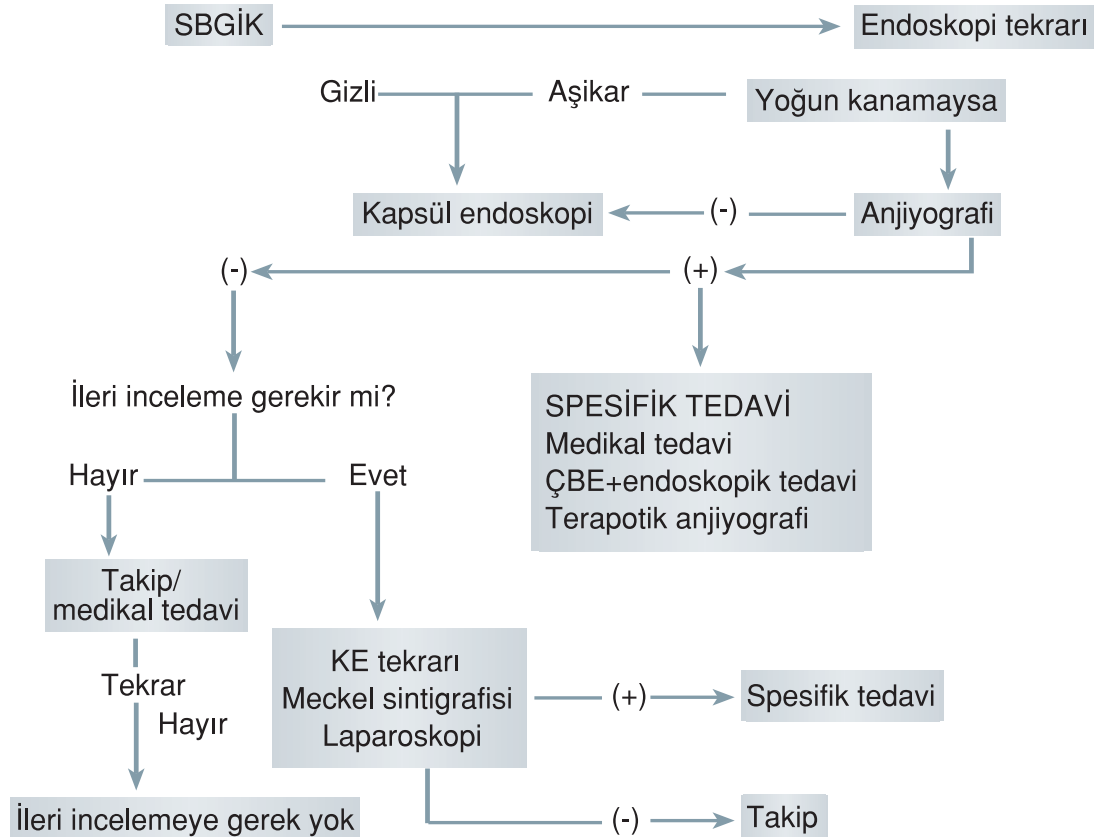 SBGİK
Endoskopi tekrarı
Gizli
Aşikar
Yoğun kanamaysa
Kapsül endoskopi
(-)
Anjiyografi
(-)
(+)
İleri inceleme gerekir mi?
SPESİFİK TEDAVİ
Medikal tedavi
ÇBE+endoskopik tedavi
Terapotik anjiyografi
Hayır
Evet
Takip/
medikal tedavi
Tekrar
Hayır
KE tekrarı
Meckel sintigrafisi
Laparoskopi
(+)
Spesifik tedavi
İleri incelemeye gerek yok
(-)
Takip